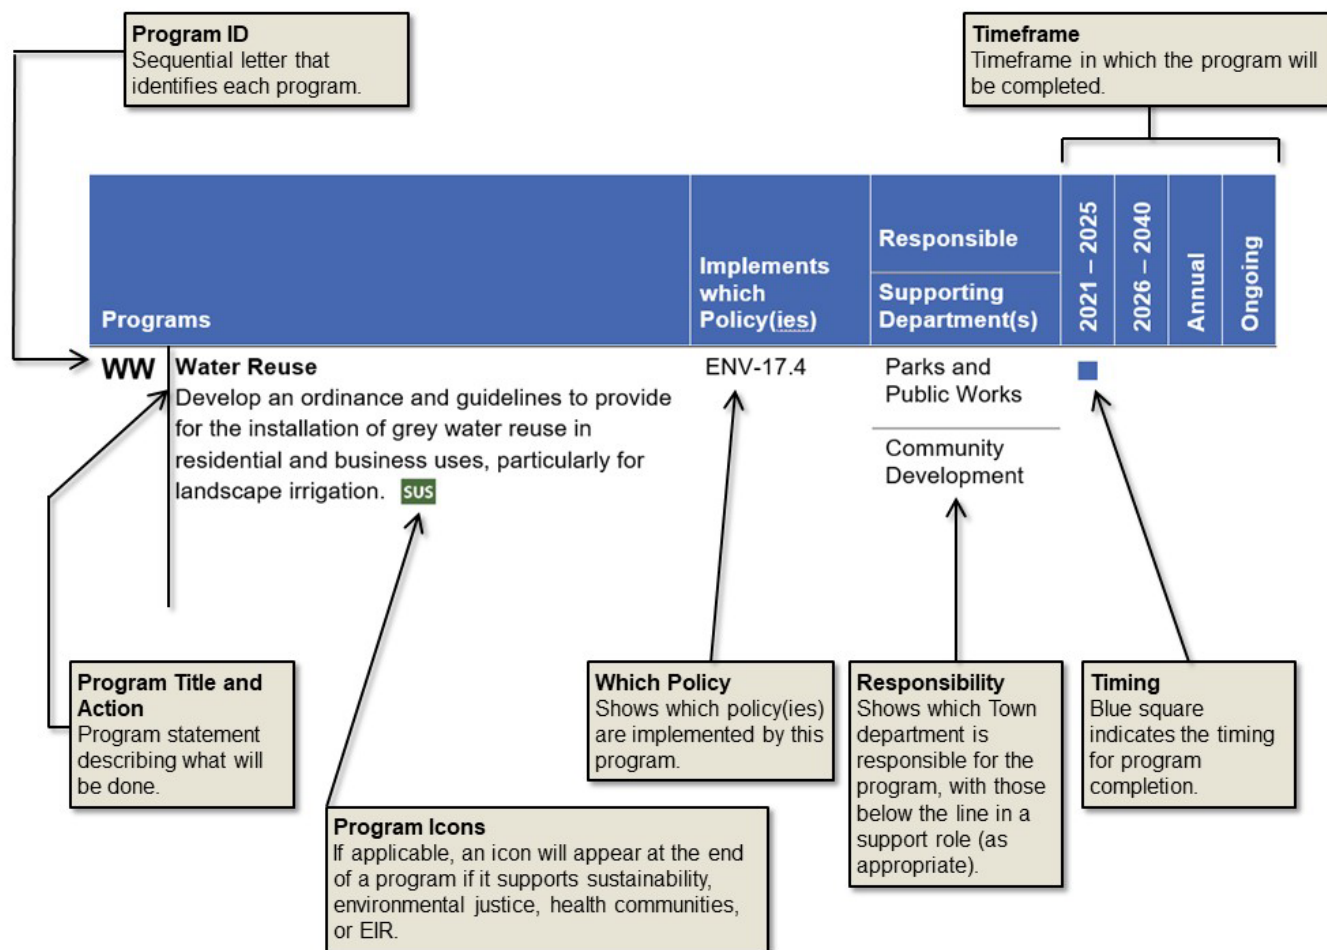 Program ID
Sequential letter that
identifies each program.
Timeframe
Timeframe in which the program will
be completed.
Programs
Implements
which
Policy(ies)
Responsible
Supporting
Department(s)
2021 – 2025
2026 – 2040
Annual
Ongoing
WW
Water Reuse
Develop an ordinance and guidelines to provide
for the installation of grey water reuse in
residential and business uses, particularly for
landscape irrigation. SUS
ENV-17.4
Parks and
Public Works
Community
Development
Program Title and
Action
Program statement
describing what will
be done.
Program Icons
If applicable, an icon will appear at the end
of a program if it supports sustainability,
environmental justice, health communities,
or EIR.
Which Policy
Shows which policy(ies)
are implemented by this
program.
Responsibility
Shows which Town
department is
responsible for the
program, with those
below the line in a
support role (as
appropriate).
Timing
Blue square
indicates the timing
for program
completion.